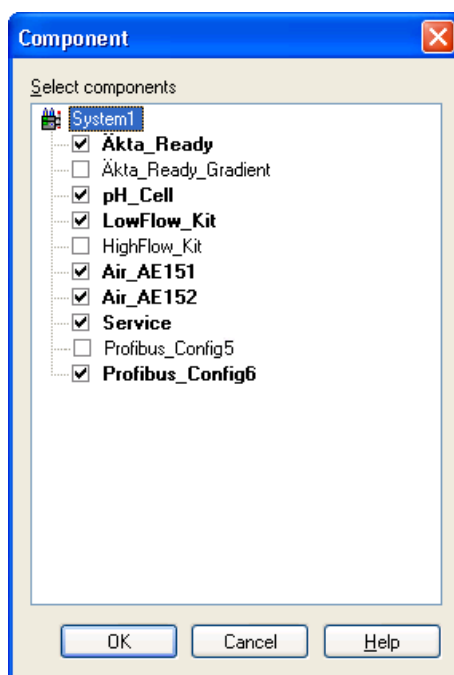 Component
Select components
System1
Äkta_Ready
Äkta_Ready_Gradient
pH_Cell
LowFlow_Kit
HighFlow_Kit
Air_AE151
Air_AE152
Service
Profibus_Config5
Profibus_Config6
OK Cancel Help